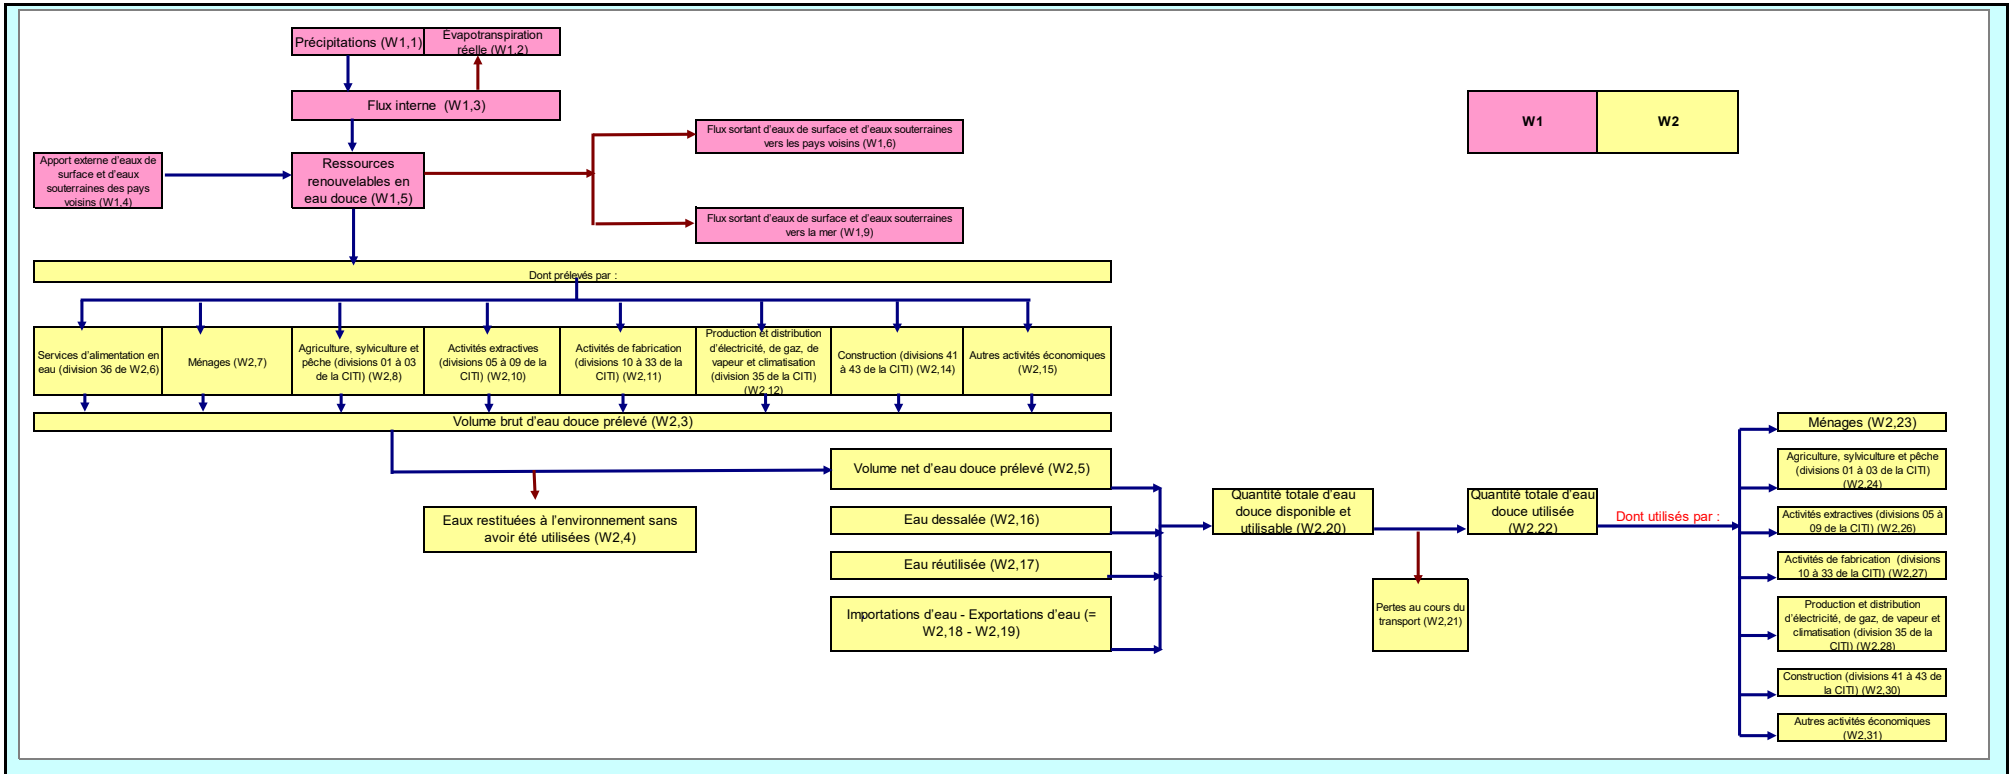 Précipitations (W1,1)
Évapotranspiration
réelle (W1,2)
Flux interne  (W1,3)
W1
W2
Flux sortant d'eaux de surface et d'eaux souterraines
vers les pays voisins (W1,6)
Apport externe d'eaux de
surface et d'eaux
souterraines des pays
voisins (W1,4)
Ressources
renouvelables en
eau douce (W1,5)
Flux sortant d'eaux de surface et d'eaux souterraines
vers la mer (W1,9)
Dont prélevés par :
Services d'alimentation en
eau (division 36 de W2,6)
Ménages (W2,7)
Agriculture, sylviculture et
pêche (divisions 01 à 03
de la CITI) (W2,8)
Activités extractives
(divisions 05 à 09 de la
CITI) (W2,10)
Activités de fabrication
(divisions 10 à 33 de la
CITI) (W2,11)
Production et distribution
d'électricité, de gaz, de
vapeur et climatisation
(division 35 de la CITI)
(W2,12)
Construction (divisions 41
à 43 de la CITI) (W2,14)
Autres activités économiques
(W2,15)
Volume brut d'eau douce prélevé (W2,3)
Volume net d'eau douce prélevé (W2,5)
Eaux restituées à l'environnement sans
avoir été utilisées (W2,4)
Eau dessalée (W2,16)
Eau réutilisée (W2,17)
Importations d'eau - Exportations d'eau (=
W2,18 - W2,19)
Quantité totale d'eau
douce disponible et
utilisable (W2,20)
Pertes au cours du
transport (W2,21)
Quantité totale d'eau
douce utilisée
(W2,22)
Dont utilisés par :
Ménages (W2,23)
Agriculture, sylviculture et pêche
(divisions 01 à 03 de la CITI)
(W2,24)
Activités extractives (divisions 05 à
09 de la CITI) (W2,26)
Activités de fabrication  (divisions
10 à 33 de la CITI) (W2,27)
Production et distribution
d'électricité, de gaz, de vapeur et
climatisation (division 35 de la
CITI) (W2,28)
Construction (divisions 41 à 43 de
la CITI) (W2,30)
Autres activités économiques
(W2,31)